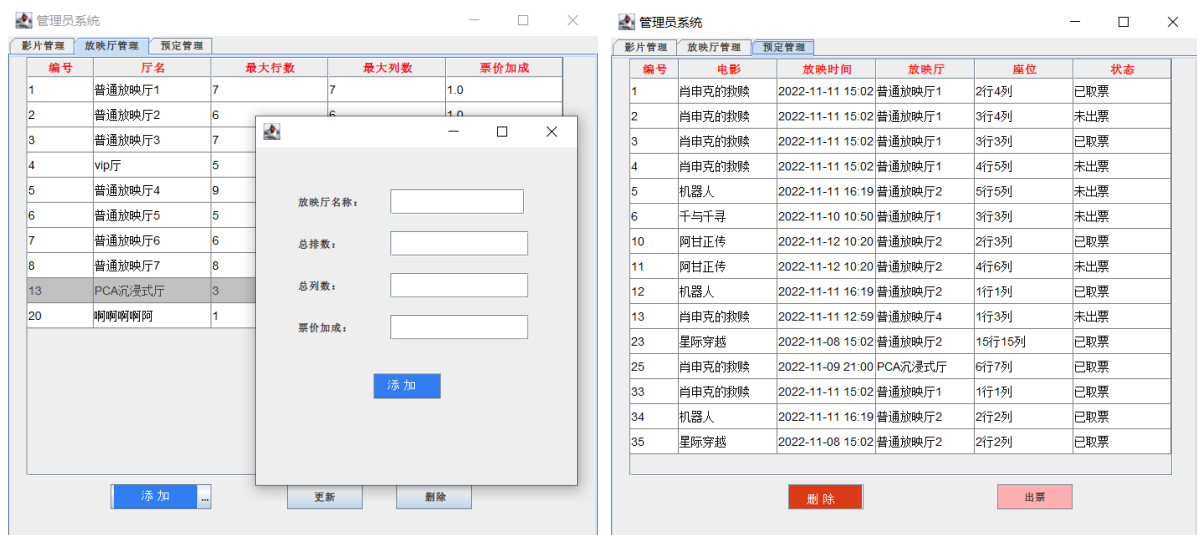 管理员系统
影片管理 放映厅管理 预定管理
编号 厅名 最大行数 最大列数 票价加成
1 普通放映厅1 7 7 1.0
2 普通放映厅2 6 6 1.0
3 普通放映厅3 7
4 vip厅 5
5 普通放映厅4 9
6 普通放映厅5 5
7 普通放映厅6 6
8 普通放映厅7 8
13 PCA沉浸式厅 3
20 啊啊啊啊阿 1
放映厅名称：
总排数：
总列数：
票价加成：
添加
添加 ... 更新 删除
管理员系统
影片管理 放映厅管理 预定管理
编号 电影 放映时间 放映厅 座位 状态
1 肖申克的救赎 2022-11-11 15:02 普通放映厅1 2行4列 已取票
2 肖申克的救赎 2022-11-11 15:02 普通放映厅1 3行4列 未出票
3 肖申克的救赎 2022-11-11 15:02 普通放映厅1 3行3列 已取票
4 肖申克的救赎 2022-11-11 15:02 普通放映厅1 4行5列 未出票
5 机器人 2022-11-11 16:19 普通放映厅2 5行5列 未出票
6 千与千寻 2022-11-10 10:50 普通放映厅1 3行3列 未出票
10 阿甘正传 2022-11-12 10:20 普通放映厅2 2行3列 已取票
11 阿甘正传 2022-11-12 10:20 普通放映厅2 4行6列 未出票
12 机器人 2022-11-11 16:19 普通放映厅2 1行1列 已取票
13 肖申克的救赎 2022-11-11 12:59 普通放映厅4 1行3列 未出票
23 星际穿越 2022-11-08 15:02 普通放映厅2 15行15列 已取票
25 肖申克的救赎 2022-11-09 21:00 PCA沉浸式厅 6行7列 已取票
33 肖申克的救赎 2022-11-11 15:02 普通放映厅1 1行1列 已取票
34 机器人 2022-11-11 16:19 普通放映厅2 2行2列 已取票
35 星际穿越 2022-11-08 15:02 普通放映厅2 2行2列 已取票
删除 出票